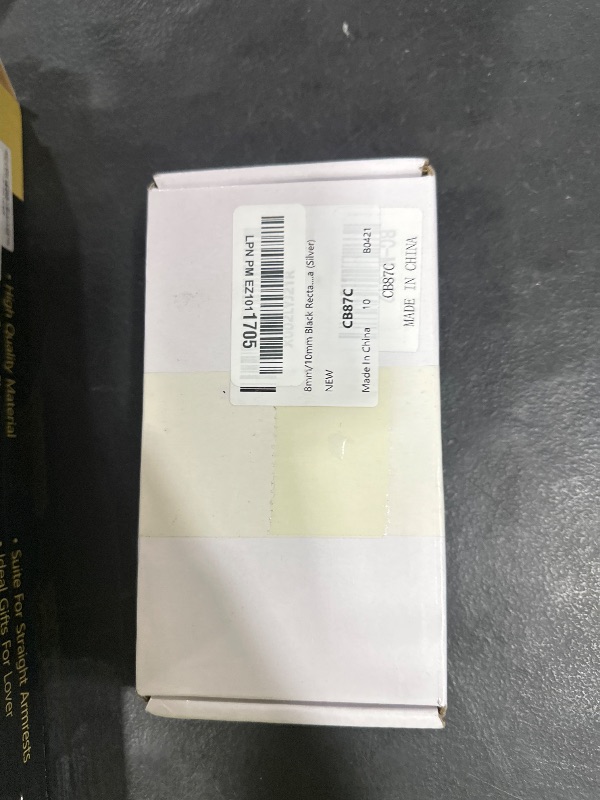 LPN PM EZ1011705
8mm/10mm Black Recta....a (Silver)
NEW
CB87C
Made In China 10 B0421
CB87C
MADE IN CHINA
• High Quality Material
• Suite For Straight Armrests
• Ideal Gifts For Lover